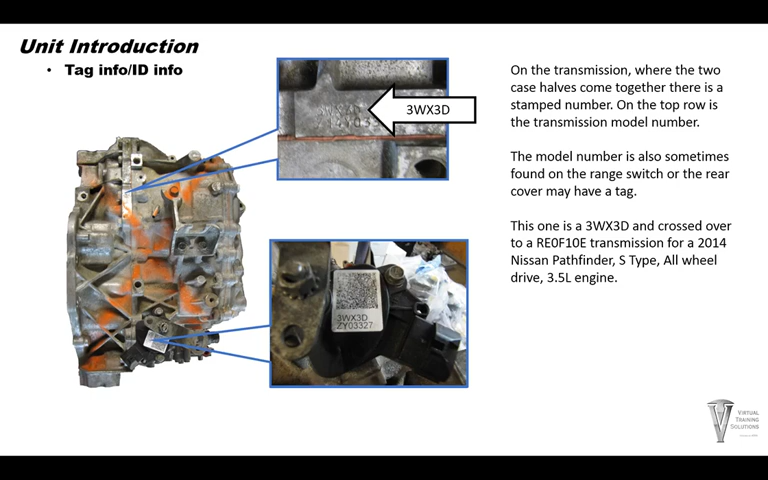 Unit Introduction
• Tag info/ID info
3WX3D
On the transmission, where the two
case halves come together there is a
stamped number. On the top row is
the transmission model number.
The model number is also sometimes
found on the range switch or the rear
cover may have a tag.
This one is a 3WX3D and crossed over
to a RE0F10E transmission for a 2014
Nissan Pathfinder, S Type, All wheel
drive, 3.5L engine.
3WX3D
ZY03327
VIRTUAL
TRAINING
SOLUTIONS